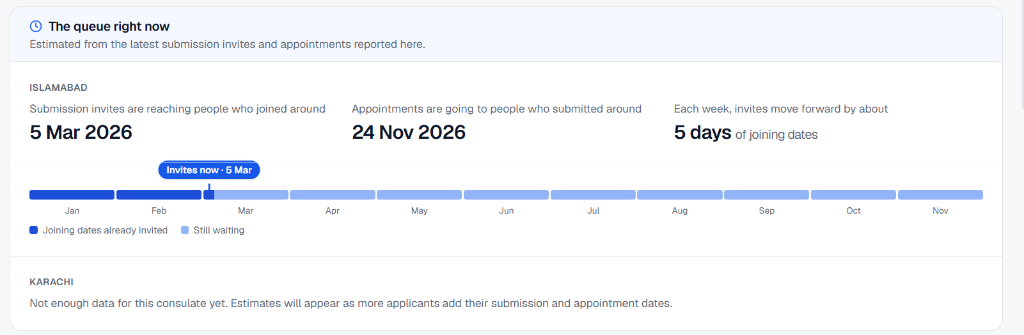 The queue right now
Estimated from the latest submission invites and appointments reported here.
ISLAMABAD
Submission invites are reaching people who joined around
5 Mar 2026
Appointments are going to people who submitted around
24 Nov 2026
Each week, invites move forward by about
5 days of joining dates
Invites now · 5 Mar
Jan Feb Mar Apr May Jun Jul Aug Sep Oct Nov
Joining dates already invited Still waiting
KARACHI
Not enough data for this consulate yet. Estimates will appear as more applicants add their submission and appointment dates.